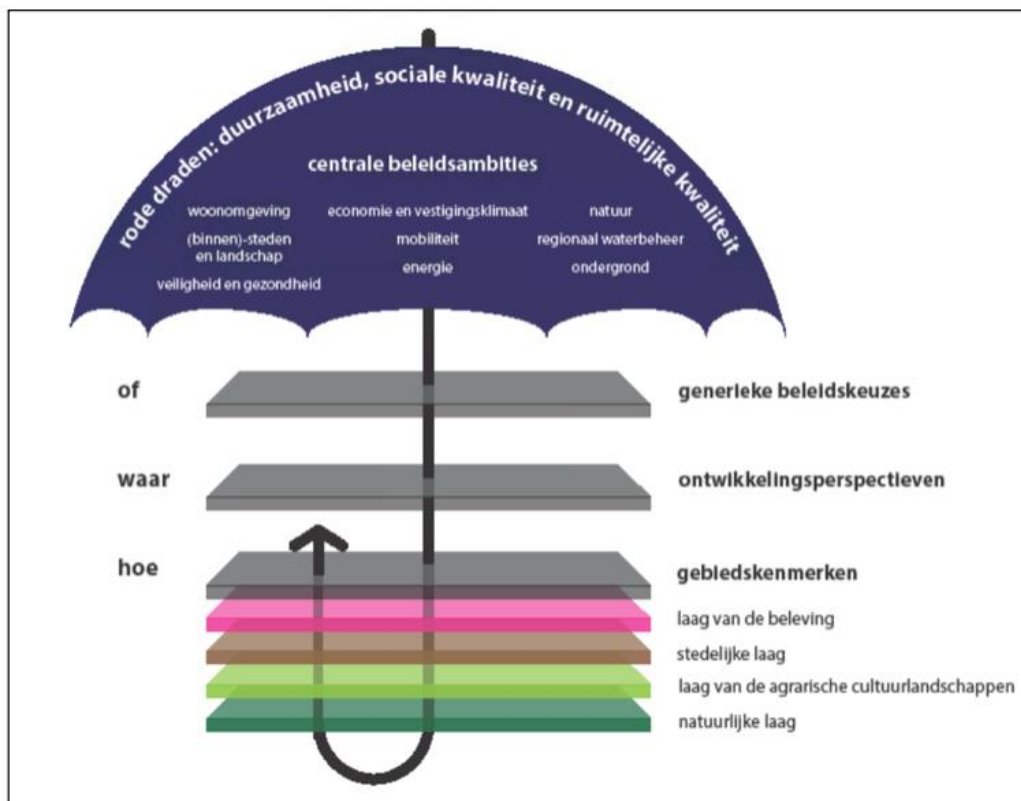 rode draden: duurzaamheid, sociale kwaliteit en ruimtelijke kwaliteit
centrale beleidsambities
woonomgeving
(binnen)-steden
en landschap
veiligheid en gezondheid
economie en vestigingsklimaat
mobiliteit
energie
natuur
regionaal waterbeheer
ondergrond
of
generieke beleidskeuzes
waar
ontwikkelingsperspectieven
hoe
gebiedskenmerken
laag van de beleving
stedelijke laag
laag van de agrarische cultuurlandschappen
natuurlijke laag